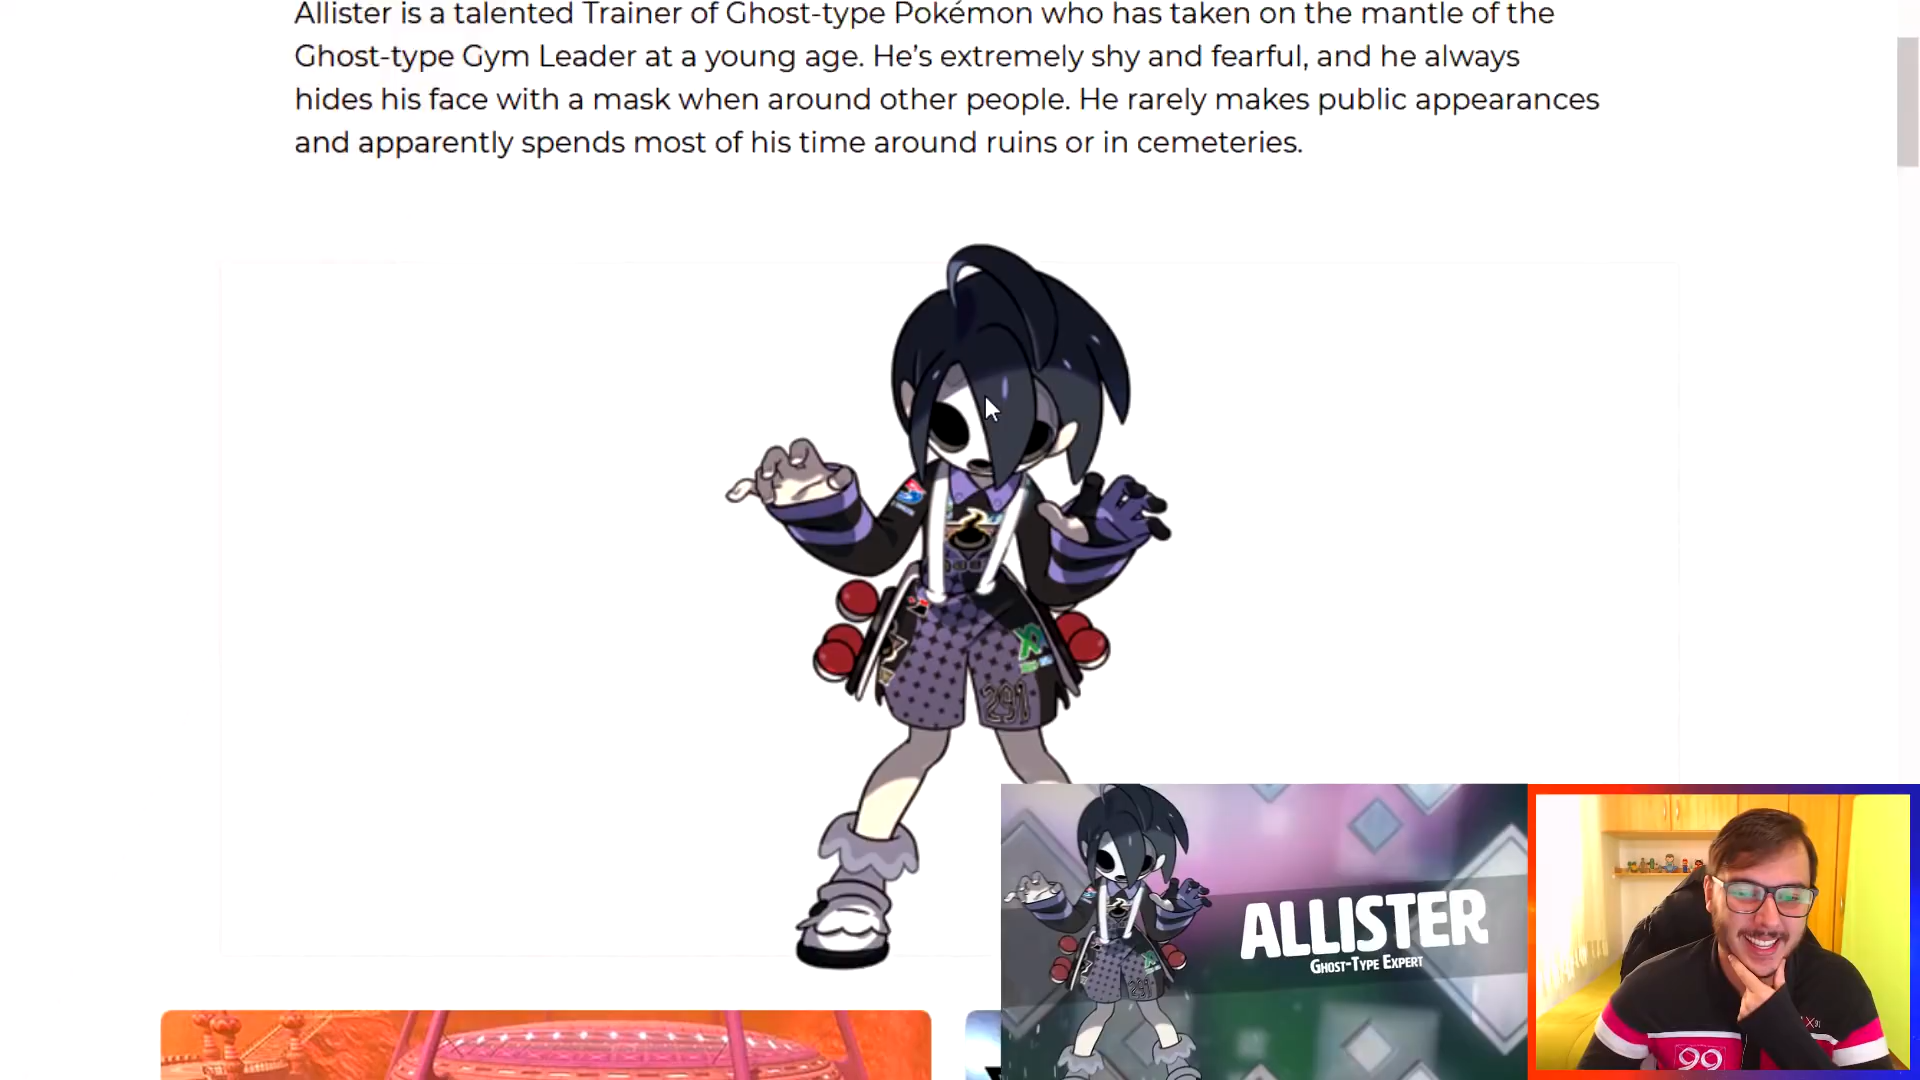 Allister is a talented Trainer of Ghost-type Pokémon who has taken on the mantle of the
Ghost-type Gym Leader at a young age. He’s extremely shy and fearful, and he always
hides his face with a mask when around other people. He rarely makes public appearances
and apparently spends most of his time around ruins or in cemeteries.
291
ALLISTER
Ghost-Type Expert
291
99